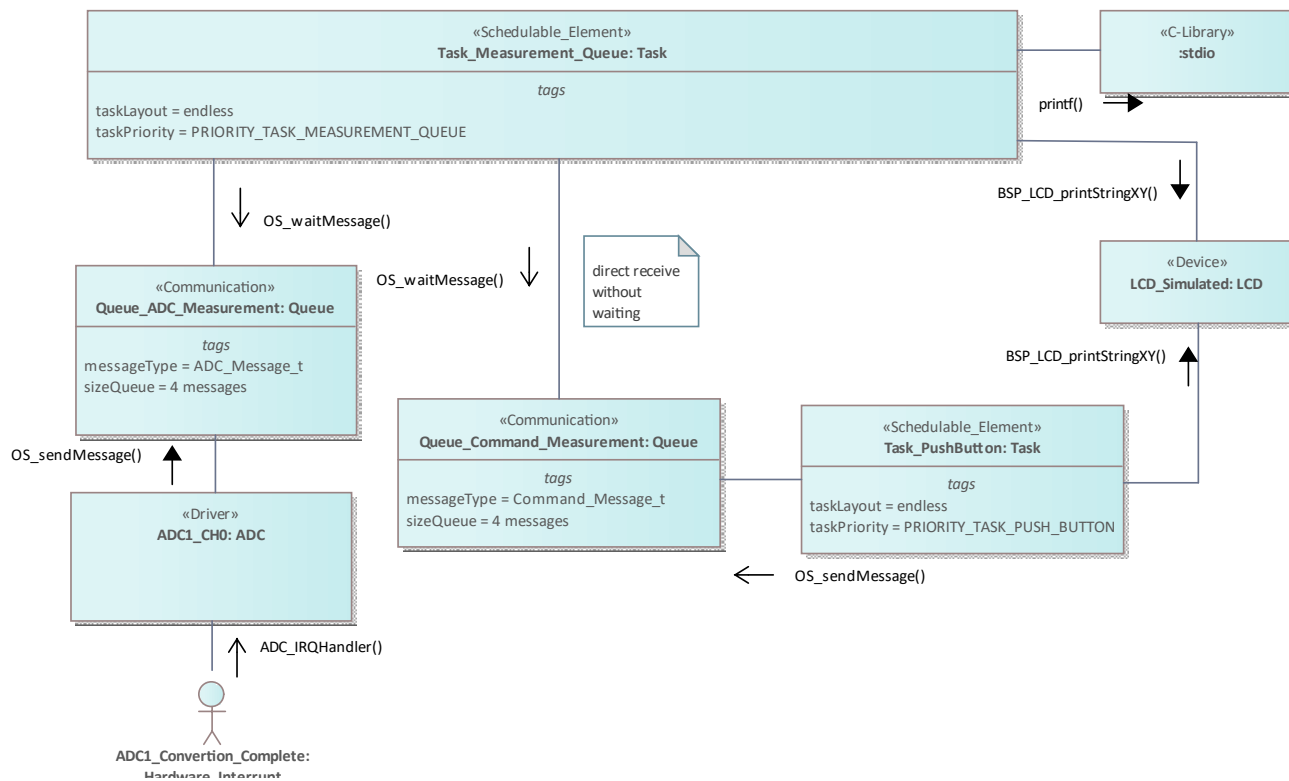 «Schedulable_Element»
Task_Measurement_Queue: Task
tags
taskLayout = endless
taskPriority = PRIORITY_TASK_MEASUREMENT_QUEUE
«C-Library»
:stdio
printf()
BSP_LCD_printStringXY()
OS_waitMessage()
OS_waitMessage()
direct receive
without
waiting
«Device»
LCD_Simulated: LCD
«Communication»
Queue_ADC_Measurement: Queue
tags
messageType = ADC_Message_t
sizeQueue = 4 messages
BSP_LCD_printStringXY()
«Communication»
Queue_Command_Measurement: Queue
tags
messageType = Command_Message_t
sizeQueue = 4 messages
«Schedulable_Element»
Task_PushButton: Task
tags
taskLayout = endless
taskPriority = PRIORITY_TASK_PUSH_BUTTON
OS_sendMessage()
«Driver»
ADC1_CH0: ADC
OS_sendMessage()
ADC_IRQHandler()
ADC1_Convertion_Complete:
Hardware_Interrupt